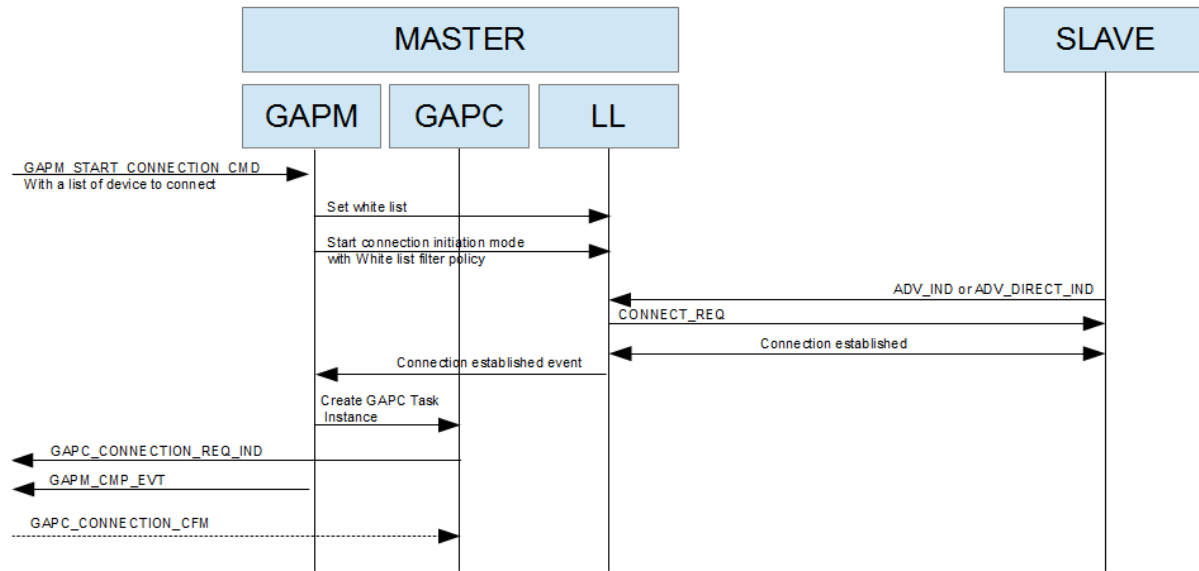 MASTER
SLAVE
GAPM
GAPC
LL
GAPM_START_CONNECTION_CMD
With a list of device to connect
Set white list
Start connection initiation mode
with White list filter policy
ADV_IND or ADV_DIRECT_IND
CONNECT_REQ
Connection established
Connection established event
Create GAPC Task
Instance
GAPC_CONNECTION_REQ_IND
GAPM_CMP_EVT
GAPC_CONNECTION_CFM